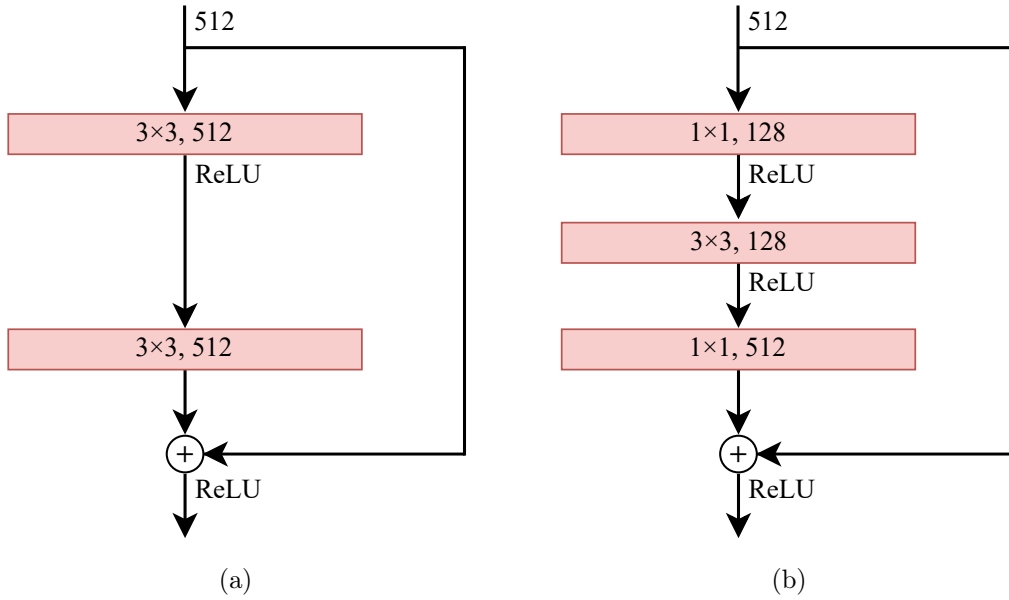 512
3×3, 512
ReLU
3×3, 512
+
ReLU
(a)
512
1×1, 128
ReLU
3×3, 128
ReLU
1×1, 512
+
ReLU
(b)